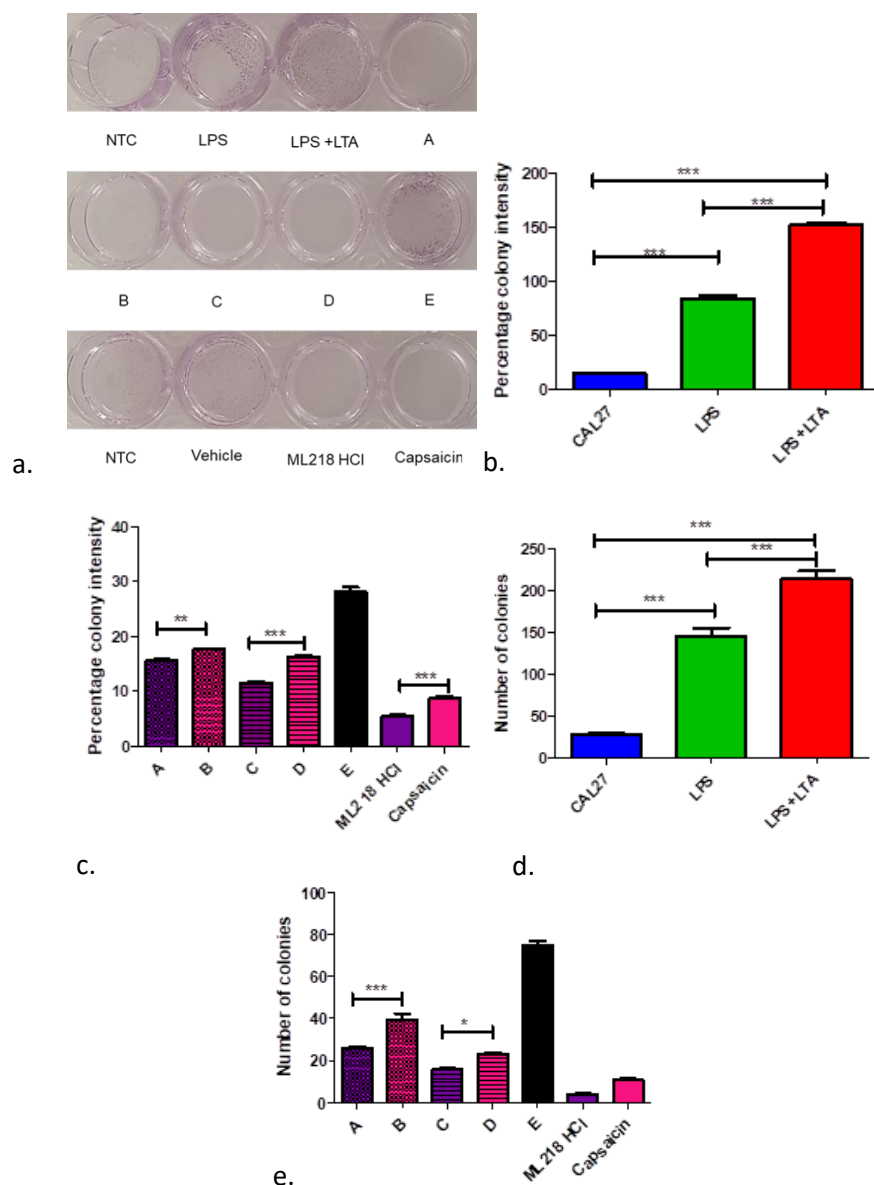 NTC LPS LPS +LTA A
B C D E
NTC Vehicle ML218 HCl Capsaicin
a.
Percentage colony intensity
200
150
100
50
0
***
***
***
CAL27 LPS LPS+LTA
b.
Percentage colony intensity
40
30
20
10
0
**
***
***
A B C D E ML218 HCl Capsaicin
c.
Number of colonies
250
200
150
100
50
0
***
***
***
CAL27 LPS LPS+LTA
d.
Number of colonies
100
80
60
40
20
0
***
*
A B C D E ML218 HCl Capsaicin
e.